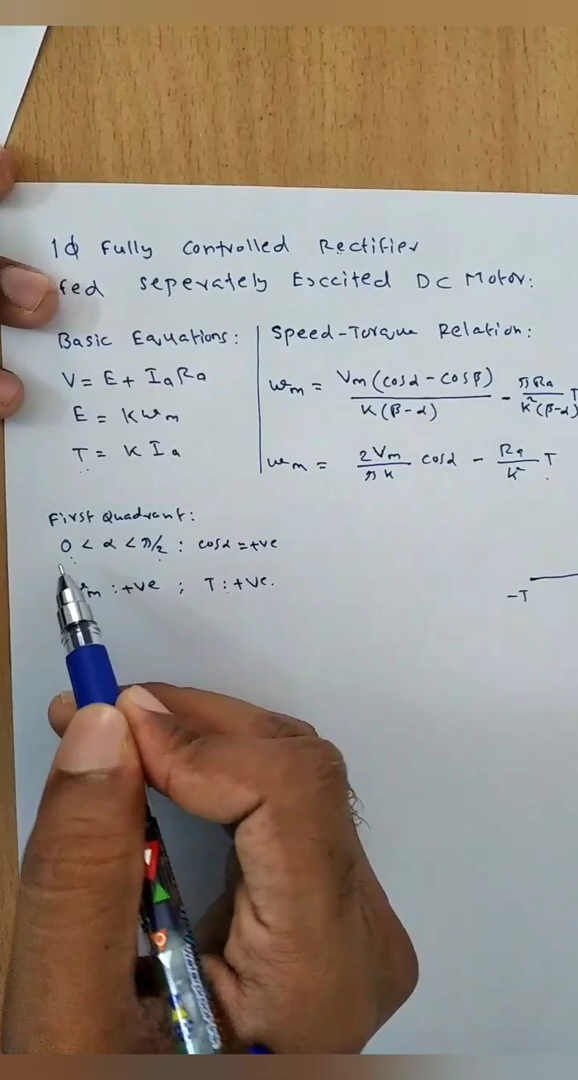 1ϕ Fully Controlled Rectifier
fed seperately Excited DC Motor:
Basic Equations:
V = E + IaRa
E = Kωm
T = K Ia
Speed-Torque Relation:
ωm = Vm (cosα - cosβ) / K(β-α) - πRa / K²(β-α) T
ωm = 2Vm / πK cosα - Ra / K² T
First Quadrant:
0 < α < π/2 : cosα = +ve
m : +ve ; T : +ve.
-T